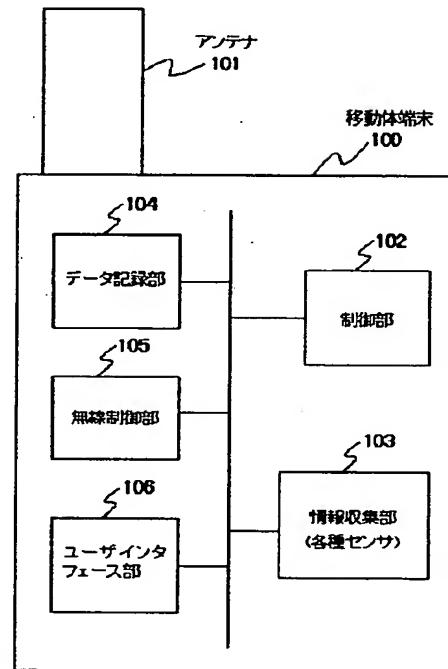 アンテナ
101
移動体端末
100
104
データ記録部
102
制御部
105
無線制御部
103
情報収集部
(各種センサ)
106
ユーザインタ
フェース部